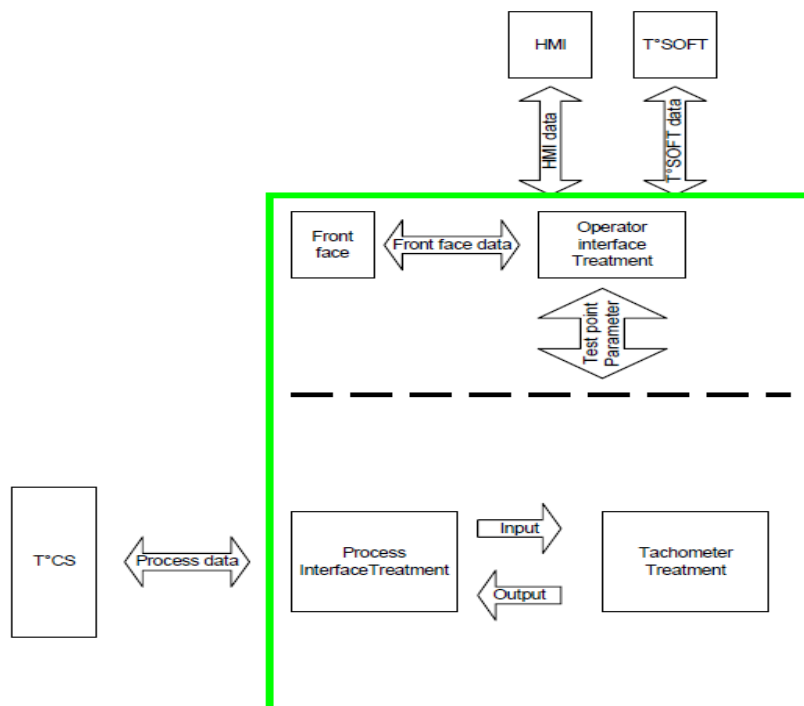 HMI
T°SOFT
HMI data
T°SOFT data
Front
face
Front face data
Operator
interface
Treatment
Test point
Parameter
T°CS
Process data
Process
InterfaceTreatment
Input
Output
Tachometer
Treatment